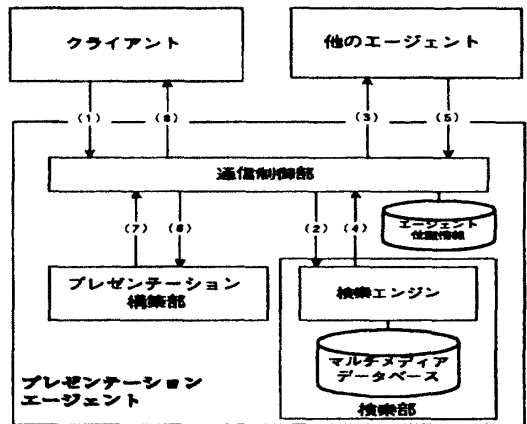 クライアント
他のエージェント
(1)
(8)
(3)
(5)
通信制御部
(7)
(6)
(2)
(4)
エージェント
位置情報
プレゼンテーション
構築部
検索エンジン
マルチメディア
データベース
プレゼンテーション
エージェント
検索部